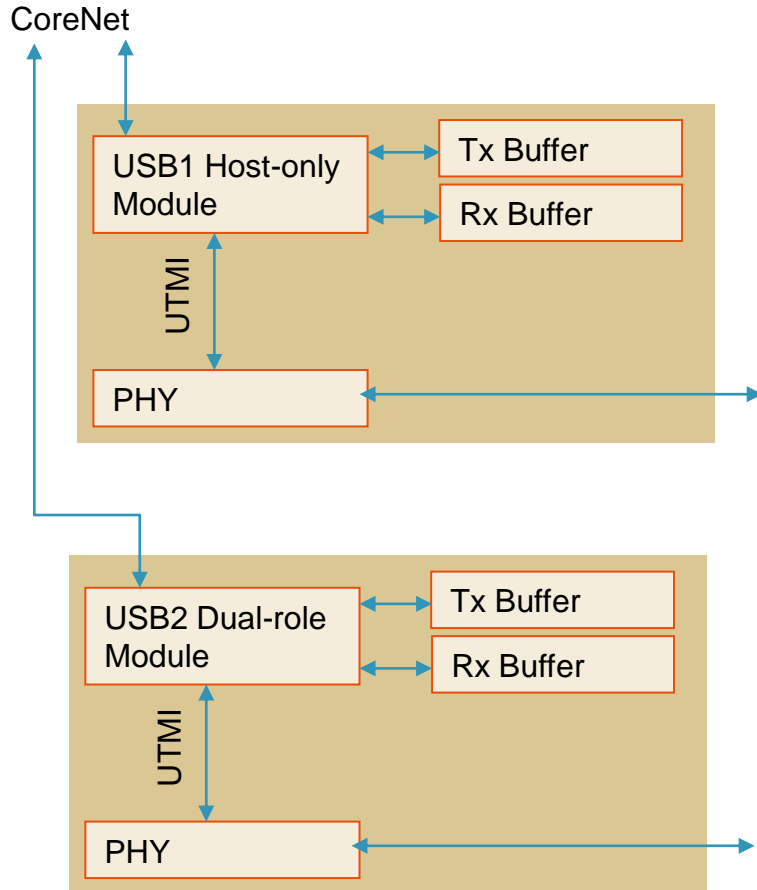 CoreNet
USB1 Host-only
Module
Tx Buffer
Rx Buffer
UTMI
PHY
USB2 Dual-role
Module
Tx Buffer
Rx Buffer
UTMI
PHY